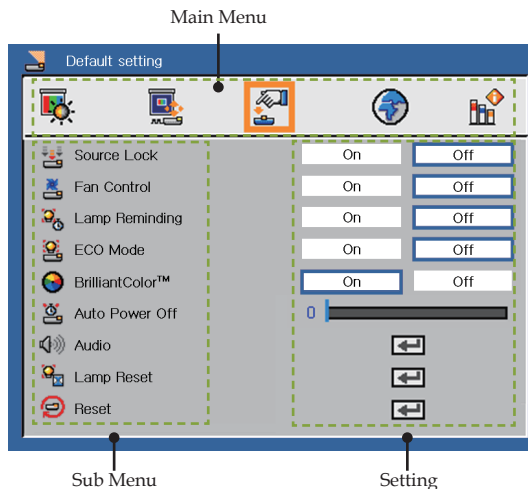 Main Menu
Default setting
Source Lock On Off
Fan Control On Off
Lamp Reminding On Off
ECO Mode On Off
BrilliantColor™ On Off
Auto Power Off 0
Audio
Lamp Reset
Reset
Sub Menu Setting